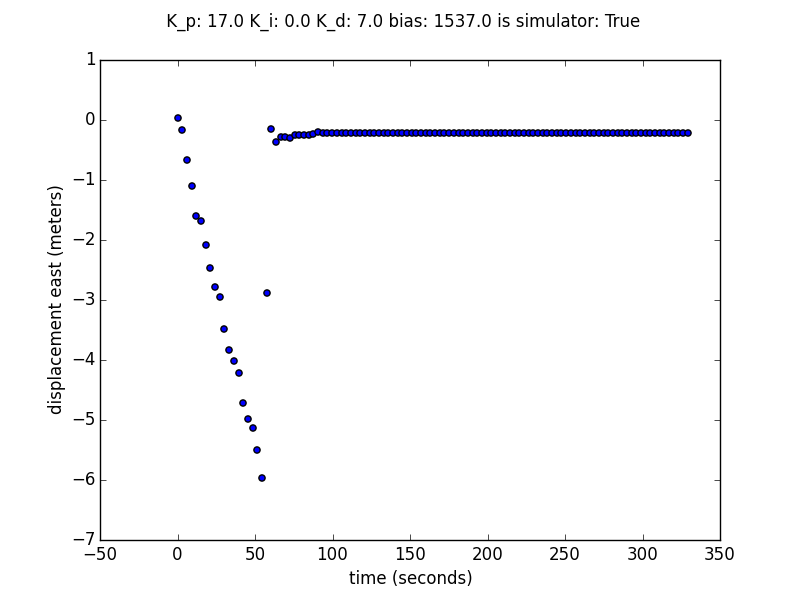 K_p: 17.0 K_i: 0.0 K_d: 7.0 bias: 1537.0 is simulator: True
1
0
−1
−2
−3
−4
−5
−6
−7
displacement east (meters)
−50 0 50 100 150 200 250 300 350
time (seconds)